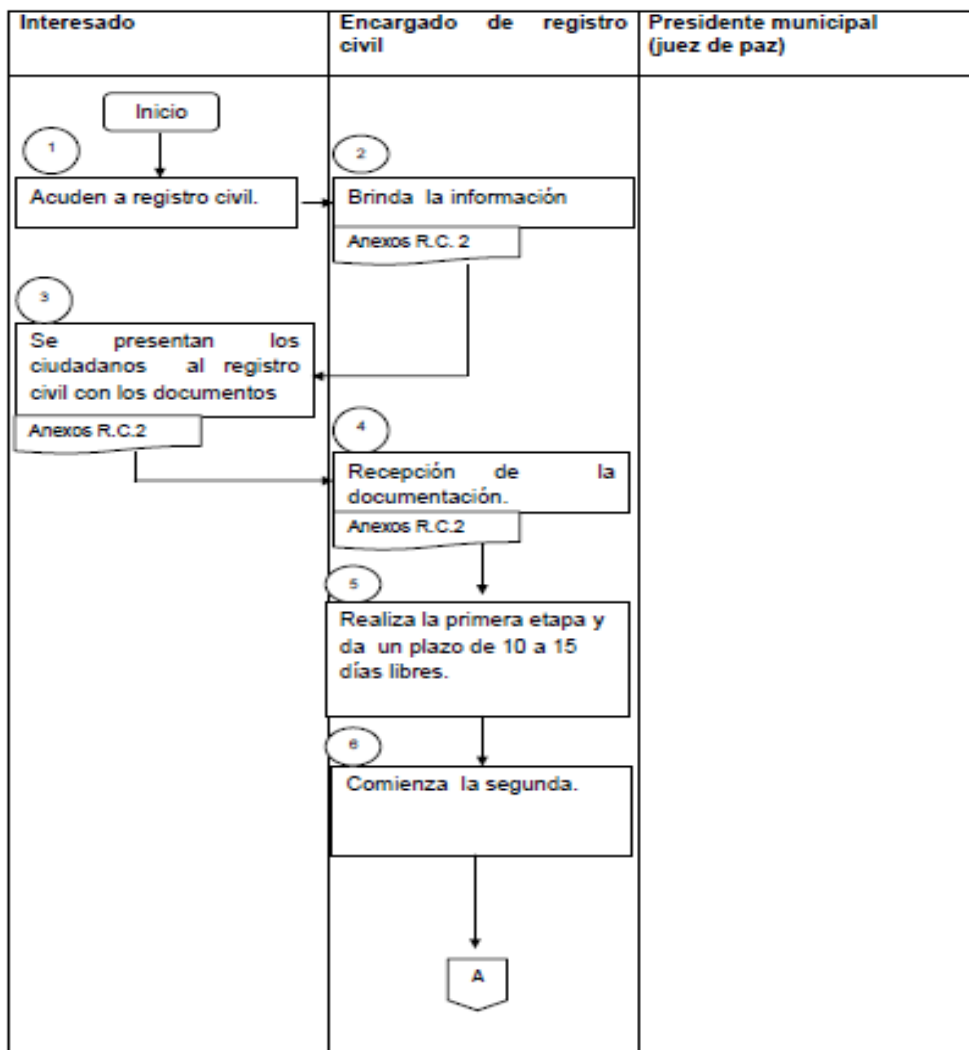 Interesado
Encargado de registro
civil
Presidente municipal
(juez de paz)
Inicio
1
Acuden a registro civil.
2
Brinda la información
Anexos R.C. 2
3
Se presentan los
ciudadanos al registro
civil con los documentos
Anexos R.C.2
4
Recepción de la
documentación.
Anexos R.C.2
5
Realiza la primera etapa y
da un plazo de 10 a 15
días libres.
6
Comienza la segunda.
A